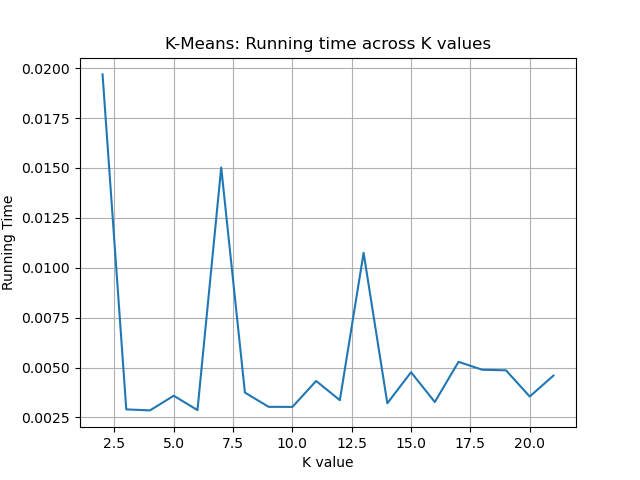 K-Means: Running time across K values
0.0200
0.0175
0.0150
0.0125
0.0100
0.0075
0.0050
0.0025
Running Time
2.5 5.0 7.5 10.0 12.5 15.0 17.5 20.0
K value